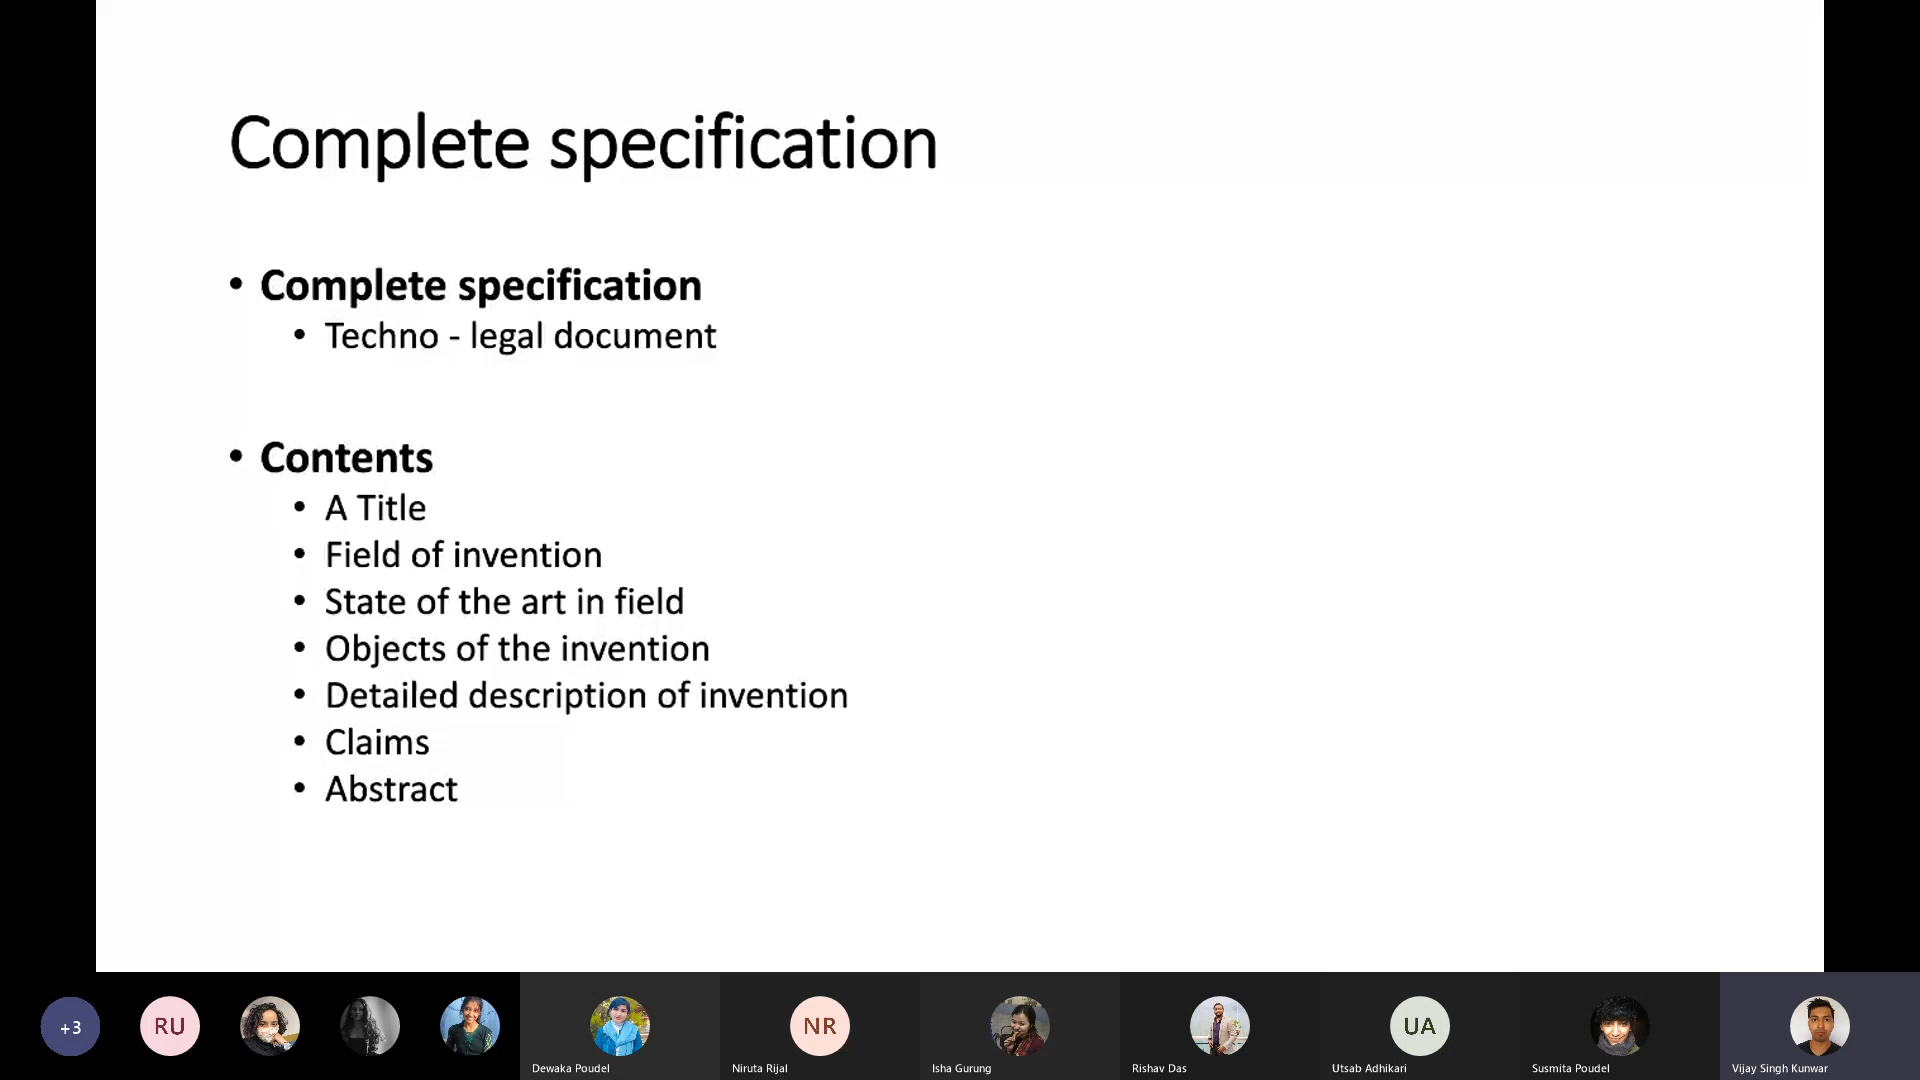 Complete specification
• Complete specification
• Techno - legal document
• Contents
• A Title
• Field of invention
• State of the art in field
• Objects of the invention
• Detailed description of invention
• Claims
• Abstract
+3
RU
NR
UA
Dewaka Poudel
Niruta Rijal
Isha Gurung
Rishav Das
Utsab Adhikari
Susmita Poudel
Vijay Singh Kunwar